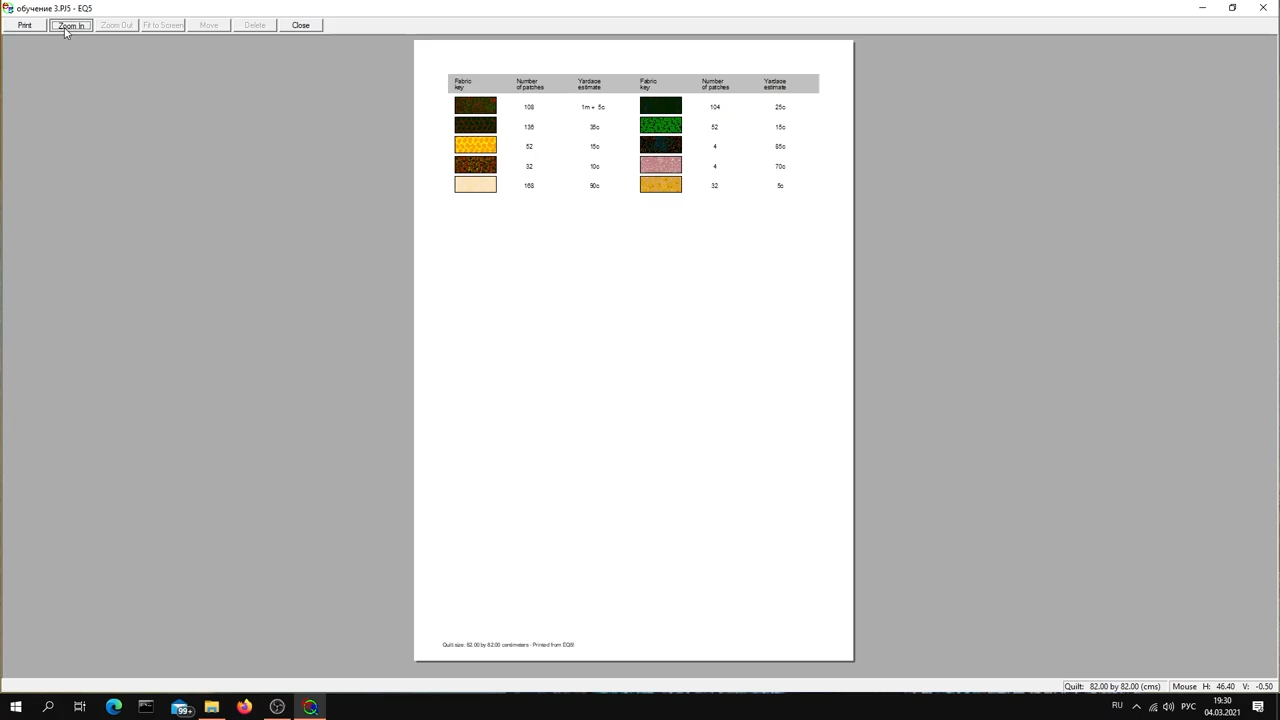 обучение 3.PJ5 - EQ5
Print Zoom In Zoom Out Fit to Screen Move Delete Close
Fabric key Number of patches Yardage estimate Fabric key Number of patches Yardage estimate
108 1m + 5c 104 25c
136 35c 52 15c
52 15c 4 85c
32 10c 4 70c
168 90c 32 5c
Quilt size: 82.00 by 82.00 centimeters - Printed from EQ5!
Quilt: 82.00 by 82.00 (cms) Mouse H: 46.40 V: -0.50
99+
RU РУС
19:30
04.03.2021